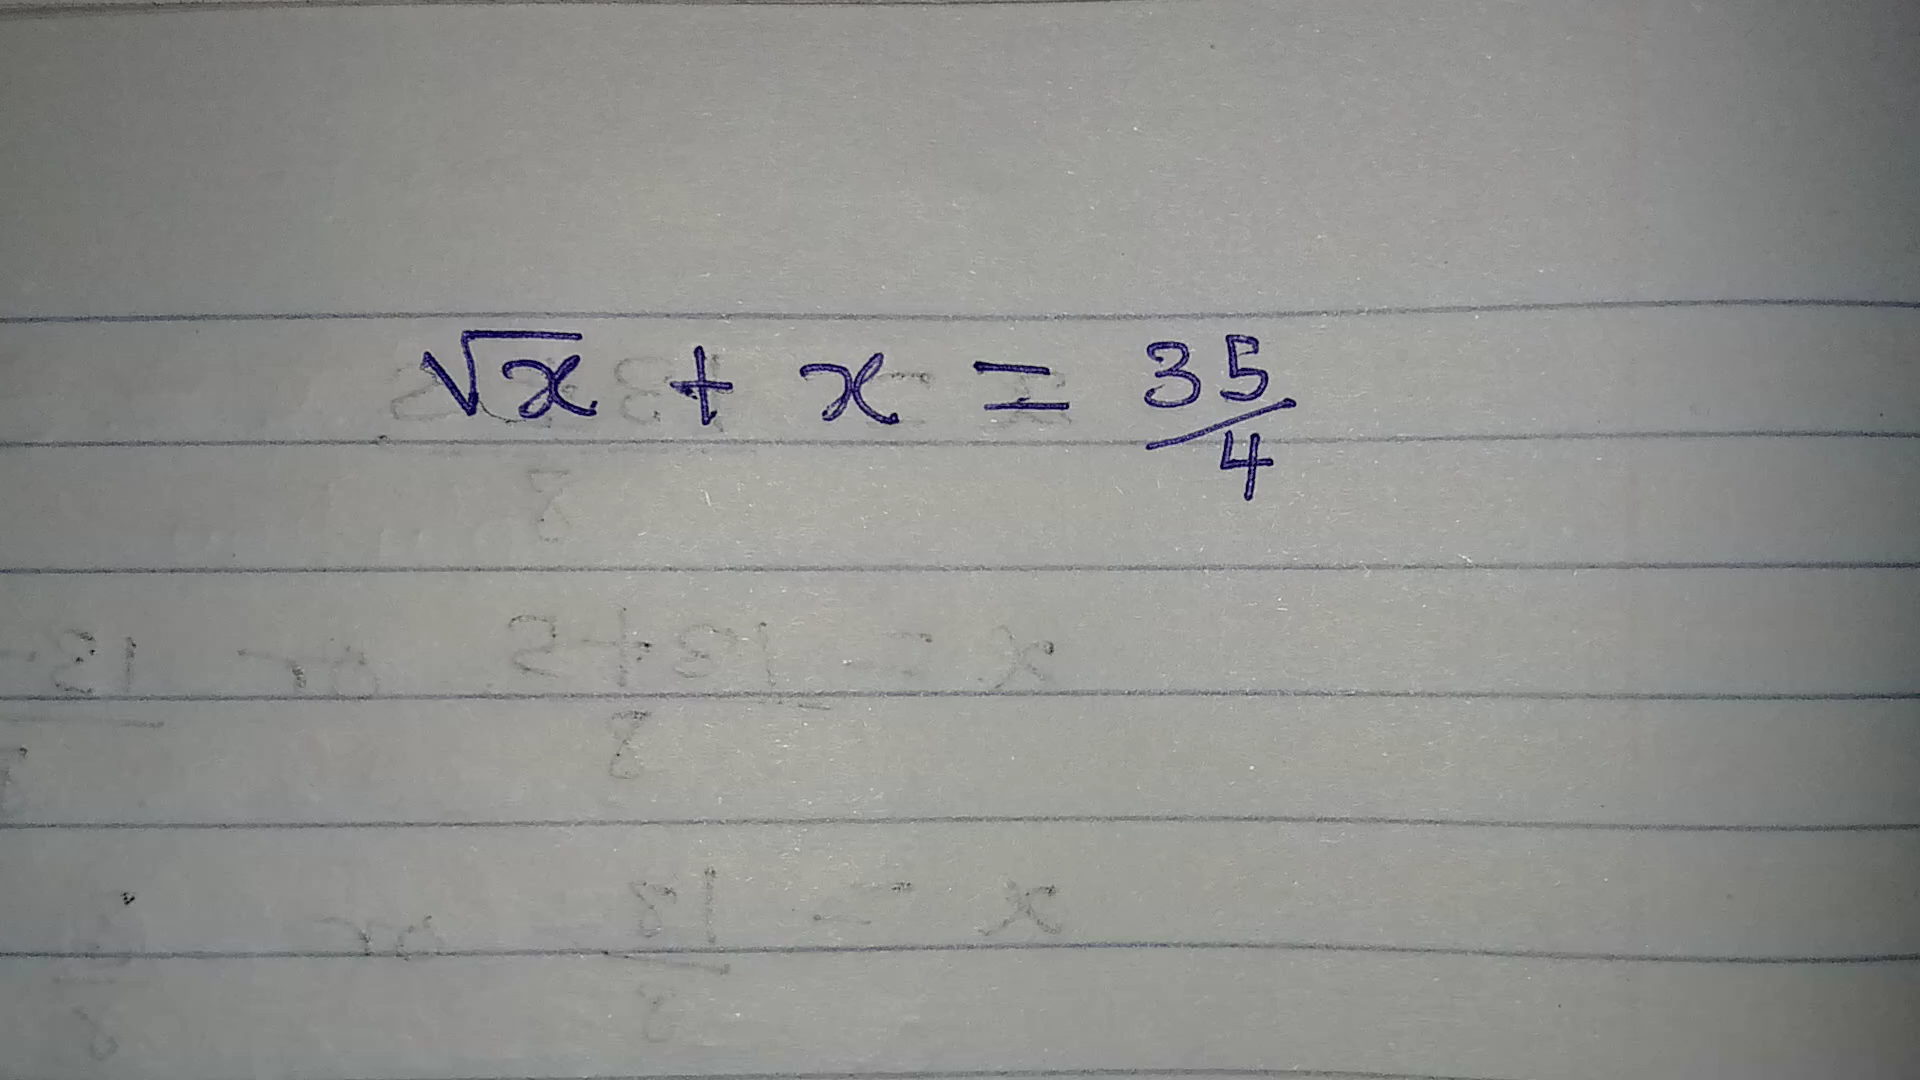 √x + x = 35/4